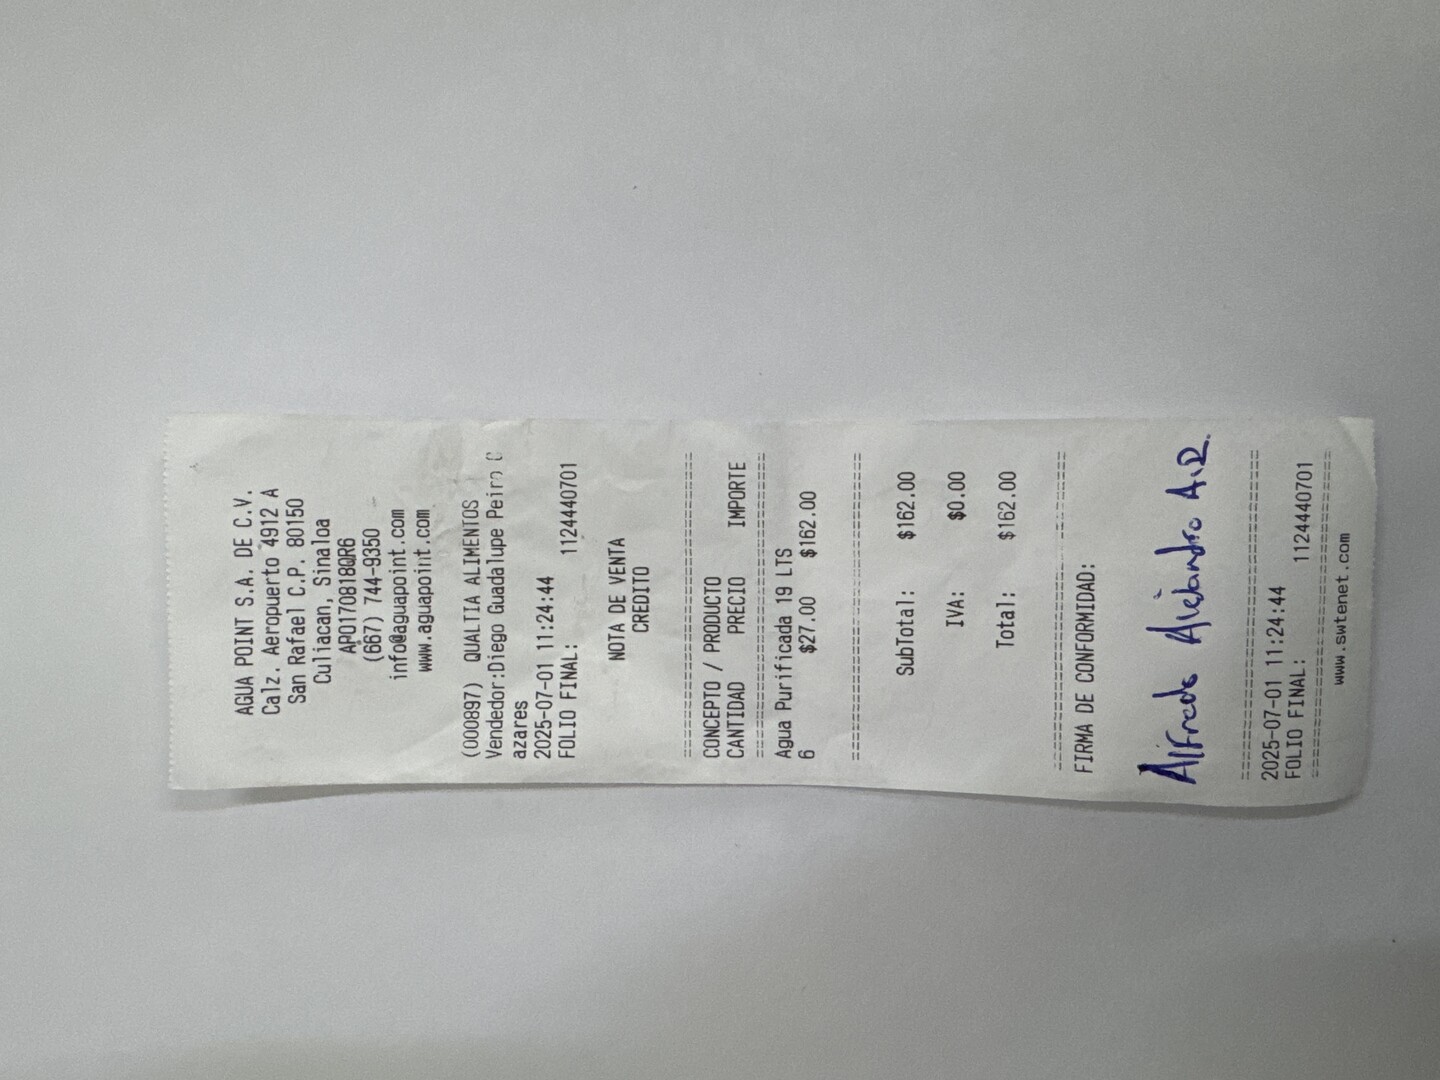 AGUA POINT S.A. DE C.V.
Calz. Aeropuerto 4912 A
San Rafael C.P. 80150
Culiacan, Sinaloa
APO170818QR6
(667) 744-9350
info@aguapoint.com
www.aguapoint.com
(000897) QUALTIA ALIMENTOS
Vendedor:Diego Guadalupe Peiro C
azares
2025-07-01 11:24:44
FOLIO FINAL: 1124440701
NOTA DE VENTA
CREDITO
CONCEPTO / PRODUCTO
CANTIDAD PRECIO IMPORTE
Agua Purificada 19 LTS
6 $27.00 $162.00
SubTotal: $162.00
IVA: $0.00
Total: $162.00
FIRMA DE CONFORMIDAD:
Alfredo Alejandro A.R.
2025-07-01 11:24:44
FOLIO FINAL: 1124440701
www.swtenet.com